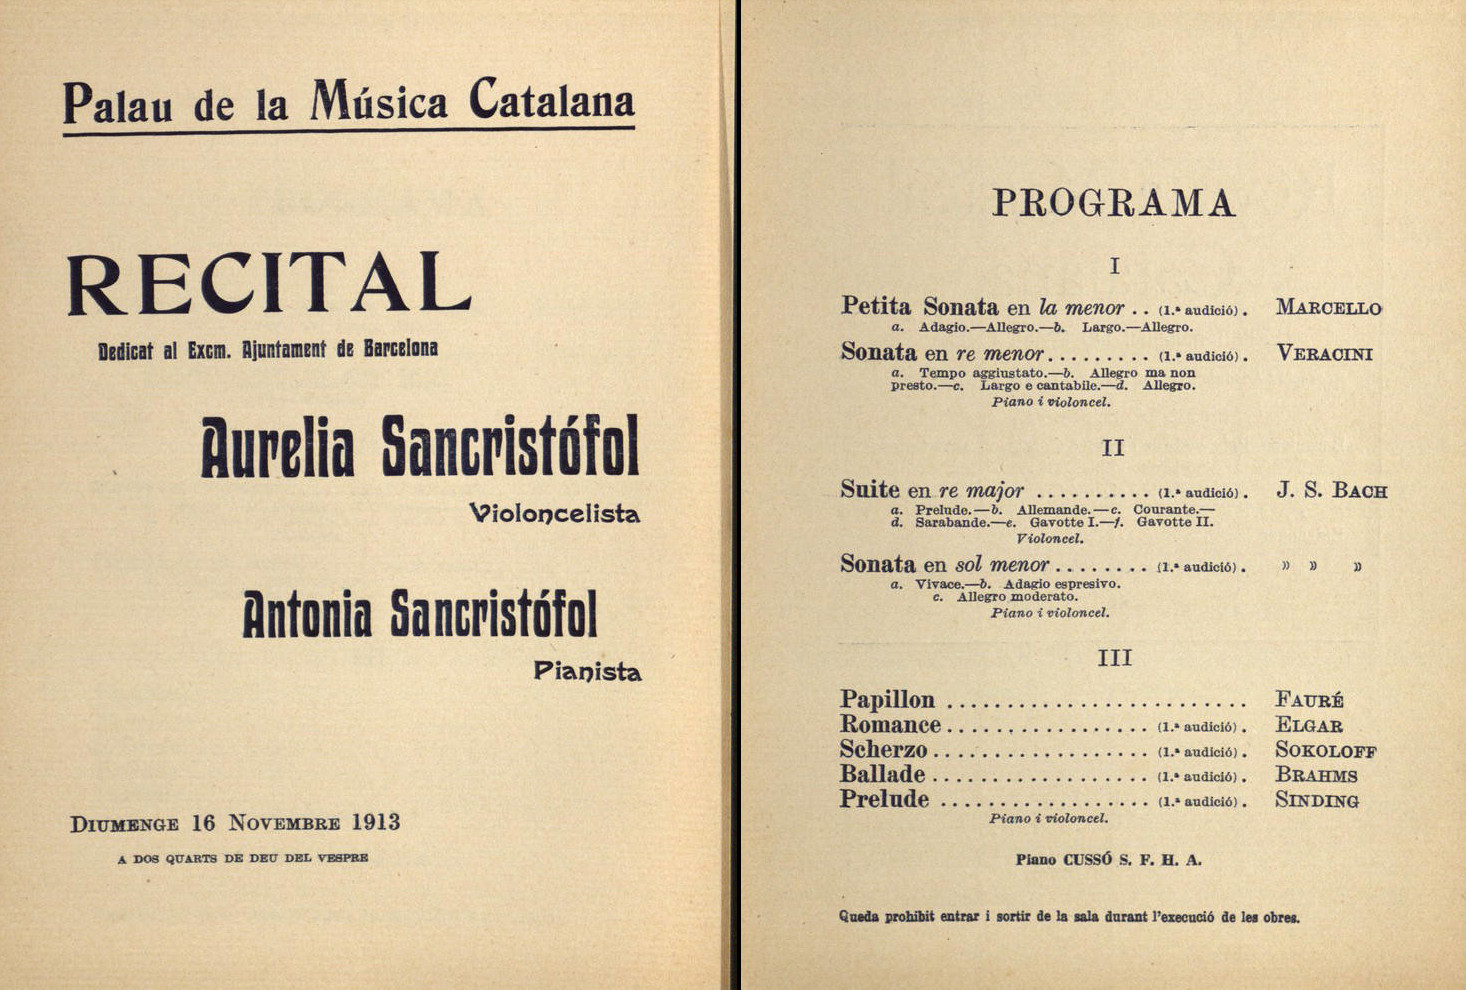 Palau de la Música Catalana
RECITAL
Dedicat al Excm. Ajuntament de Barcelona
Aurelia Sancristófol
Violoncelista
Antonia Sancristófol
Pianista
Diumenge 16 Novembre 1913
A DOS QUARTS DE DEU DEL VESPRE
PROGRAMA
I
Petita Sonata en la menor . . (1.ª audició) . Marcello
a. Adagio.—Allegro.—b. Largo.—Allegro.
Sonata en re menor . . . . . . . . . (1.ª audició) . Veracini
a. Tempo aggiustato.—b. Allegro ma non
presto.—c. Largo e cantabile.—d. Allegro.
Piano i violoncel.
II
Suite en re major . . . . . . . . . . (1.ª audició) . J. S. Bach
a. Prelude.—b. Allemande.—c. Courante.—
d. Sarabande.—e. Gavotte I.—f. Gavotte II.
Violoncel.
Sonata en sol menor . . . . . . . . (1.ª audició) . » » »
a. Vivace.—b. Adagio espresivo.
c. Allegro moderato.
Piano i violoncel.
III
Papillon . . . . . . . . . . . . . . . . . . . . . . . . . Fauré
Romance . . . . . . . . . . . . . . . . . (1.ª audició) . Elgar
Scherzo . . . . . . . . . . . . . . . . . . (1.ª audició) . Sokoloff
Ballade . . . . . . . . . . . . . . . . . . (1.ª audició) . Brahms
Prelude . . . . . . . . . . . . . . . . . . (1.ª audició) . Sinding
Piano i violoncel.
Piano CUSSÓ S. F. H. A.
Queda prohibit entrar i sortir de la sala durant l'execució de les obres.